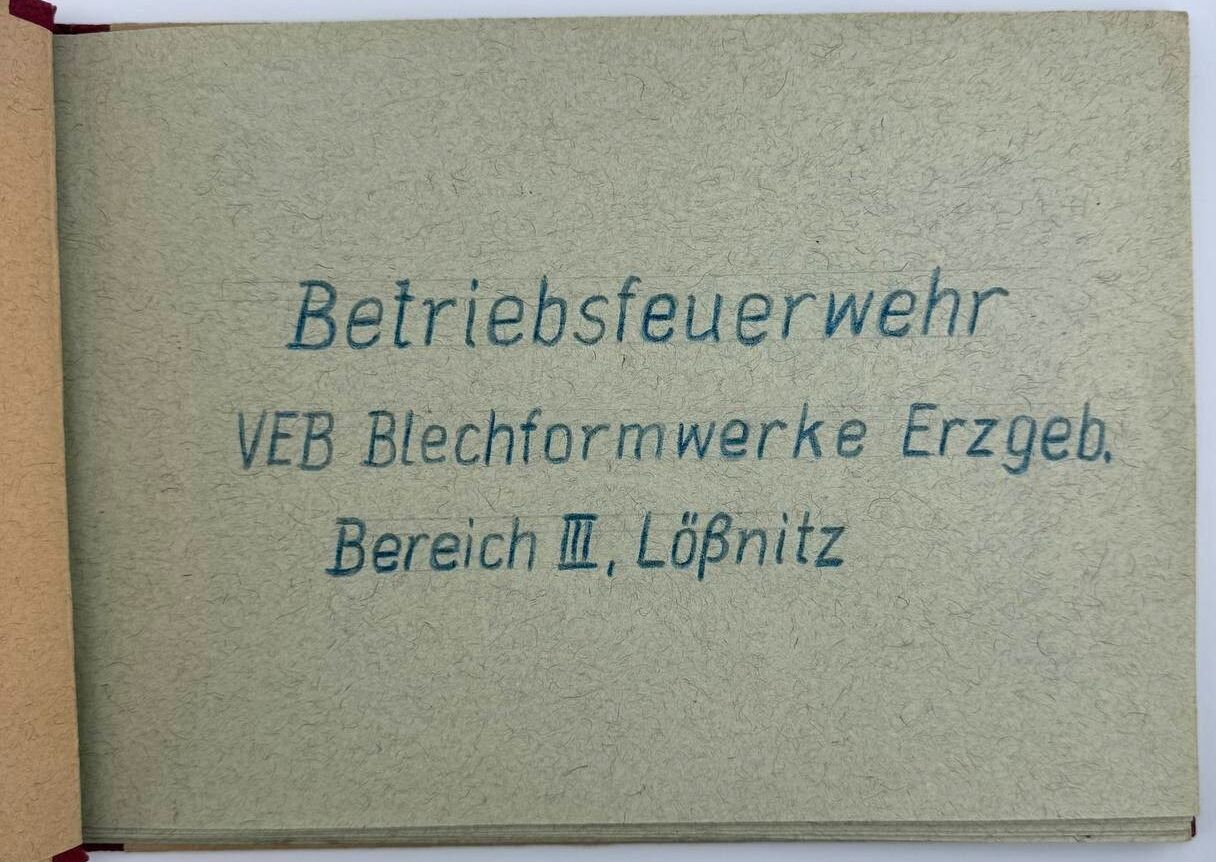 Betriebsfeuerwehr
VEB Blechformwerke Erzgeb.
Bereich III, Lößnitz